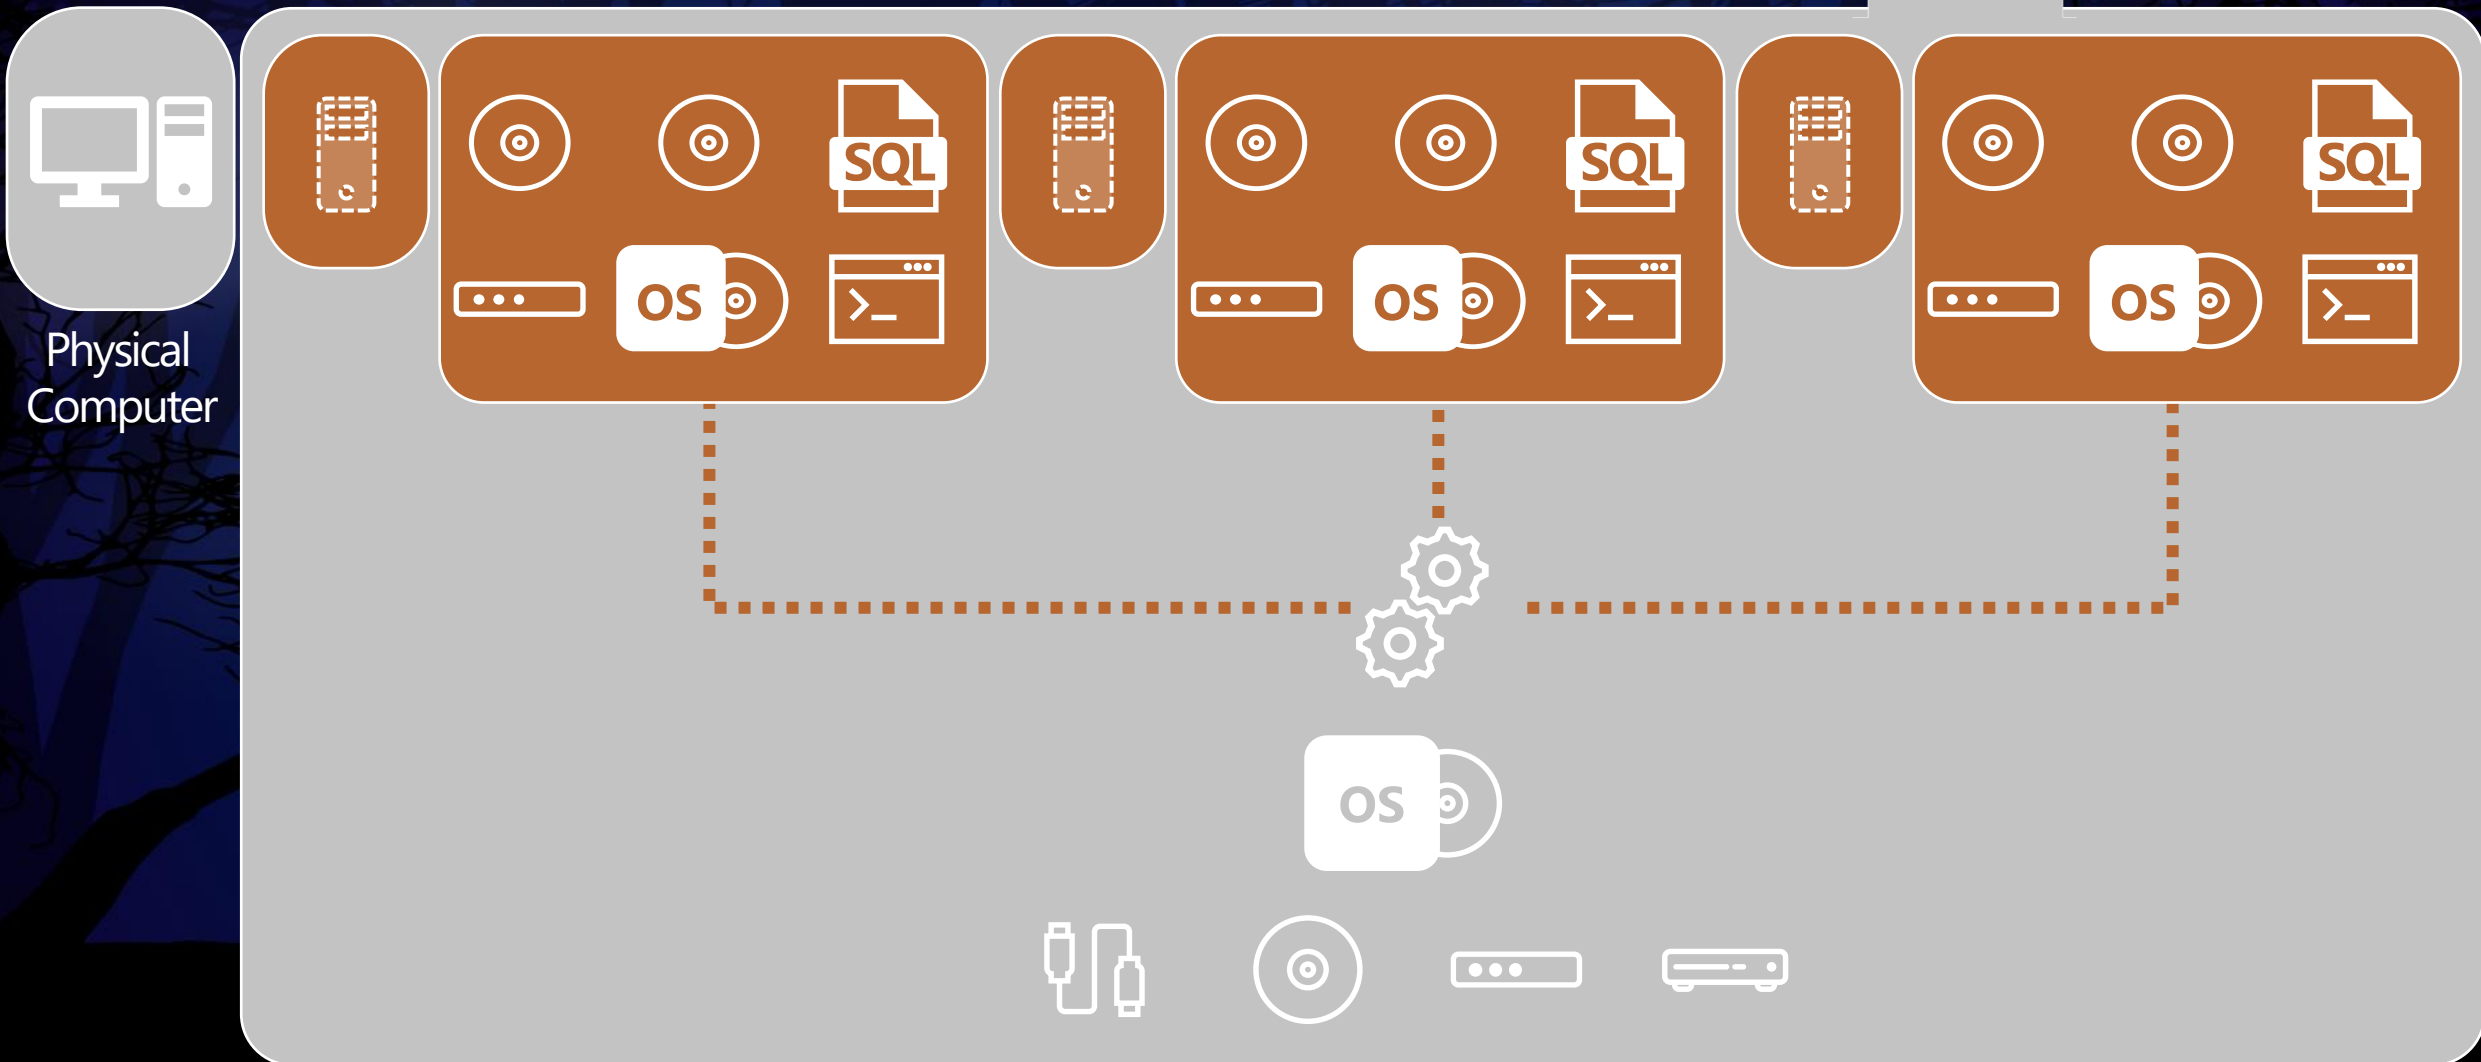 Physical
Computer
SQL
SQL
SQL
OS
OS
OS
OS